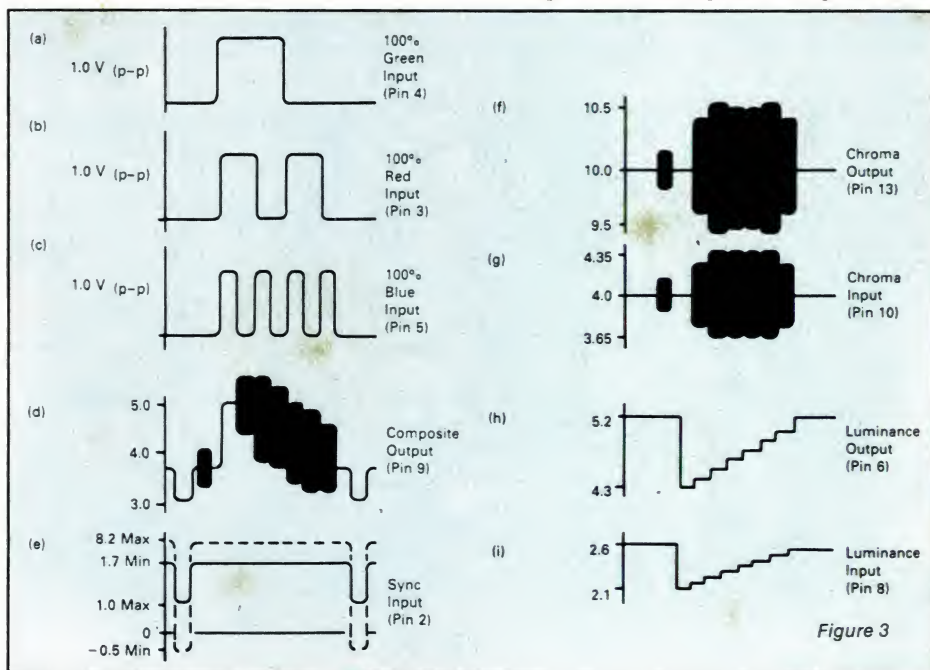 (a)
1.0 V (p-p)
100%
Green
Input
(Pin 4)
(b)
1.0 V (p-p)
100%
Red
Input
(Pin 3)
(c)
1.0 V (p-p)
100%
Blue
Input
(Pin 5)
(d)
5.0
4.0
3.0
Composite
Output
(Pin 9)
(e)
8.2 Max
1.7 Min
1.0 Max
0
-0.5 Min
Sync
Input
(Pin 2)
(f)
10.5
10.0
9.5
Chroma
Output
(Pin 13)
(g)
4.35
4.0
3.65
Chroma
Input
(Pin 10)
(h)
5.2
4.3
Luminance
Output
(Pin 6)
(i)
2.6
2.1
Luminance
Input
(Pin 8)
Figure 3